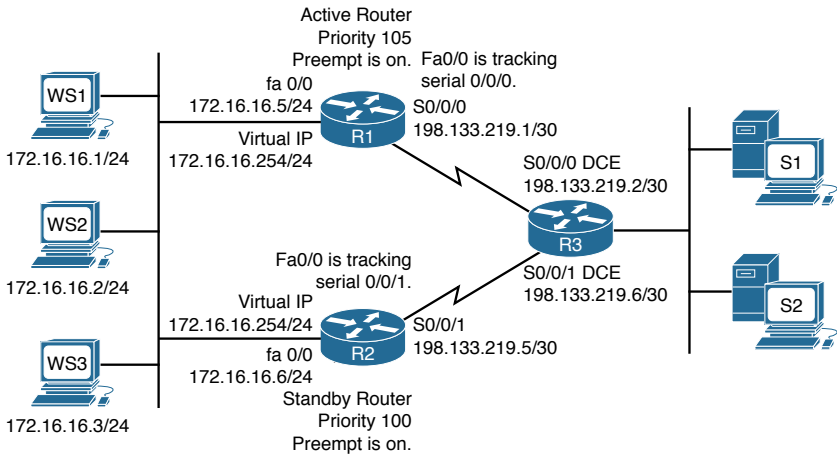 Active Router
Priority 105
Preempt is on.
Fa0/0 is tracking
serial 0/0/0.
WS1
fa 0/0
172.16.16.5/24
S0/0/0
198.133.219.1/30
R1
172.16.16.1/24
Virtual IP
172.16.16.254/24
S0/0/0 DCE
198.133.219.2/30
S1
WS2
172.16.16.2/24
R3
Fa0/0 is tracking
serial 0/0/1.
S0/0/1 DCE
198.133.219.6/30
Virtual IP
172.16.16.254/24
S0/0/1
198.133.219.5/30
R2
S2
WS3
fa 0/0
172.16.16.6/24
172.16.16.3/24
Standby Router
Priority 100
Preempt is on.